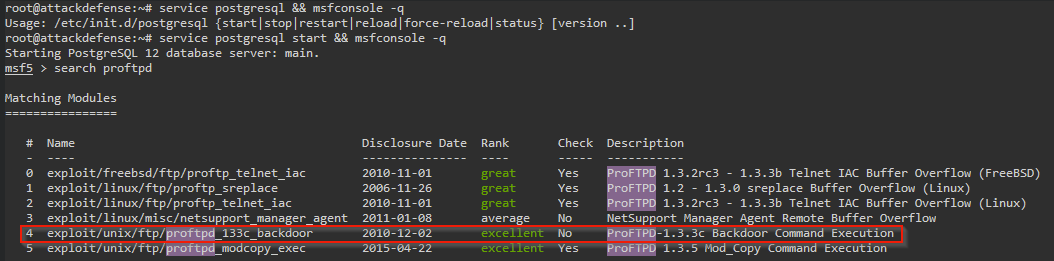 root@attackdefense:~# service postgresql && msfconsole -q
Usage: /etc/init.d/postgresql {start|stop|restart|reload|force-reload|status} [version ..]
root@attackdefense:~# service postgresql start && msfconsole -q
Starting PostgreSQL 12 database server: main.
msf5 > search proftpd
Matching Modules
================
# Name Disclosure Date Rank Check Description
- ---- --------------- ---- ----- -----------
0 exploit/freebsd/ftp/proftp_telnet_iac 2010-11-01 great Yes ProFTPD 1.3.2rc3 - 1.3.3b Telnet IAC Buffer Overflow (FreeBSD)
1 exploit/linux/ftp/proftp_sreplace 2006-11-26 great Yes ProFTPD 1.2 - 1.3.0 sreplace Buffer Overflow (Linux)
2 exploit/linux/ftp/proftp_telnet_iac 2010-11-01 great Yes ProFTPD 1.3.2rc3 - 1.3.3b Telnet IAC Buffer Overflow (Linux)
3 exploit/linux/misc/netsupport_manager_agent 2011-01-08 average No NetSupport Manager Agent Remote Buffer Overflow
4 exploit/unix/ftp/proftpd_133c_backdoor 2010-12-02 excellent No ProFTPD-1.3.3c Backdoor Command Execution
5 exploit/unix/ftp/proftpd_modcopy_exec 2015-04-22 excellent Yes ProFTPD 1.3.5 Mod_Copy Command Execution